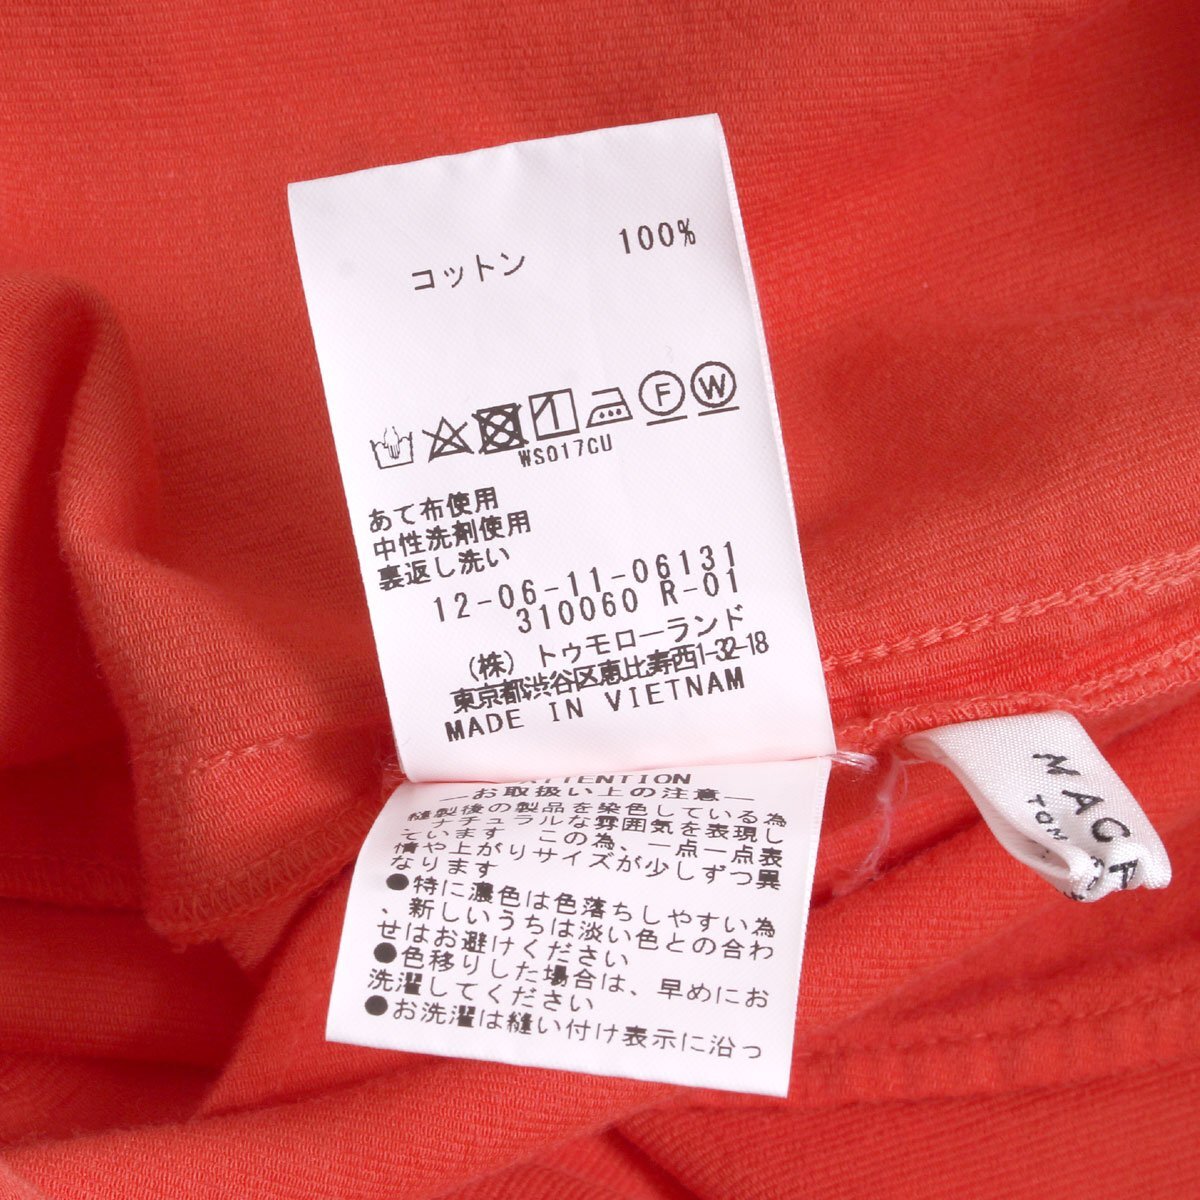 コットン 100%
F W
WS017CU
あて布使用
中性洗剤使用
裏返し洗い
12-06-11-06131
310060 R-01
(株) トゥモローランド
東京都渋谷区恵比寿西1-32-18
MADE IN VIETNAM
ATTENTION
お取扱い上の注意
縫製後の製品を染色している為
ナチュラルな雰囲気を表現し
ています この為、一点一点表
情や上がりサイズが少しずつ異
なります
●特に濃色は色落ちしやすい為
、新しいうちは淡い色との合わ
せはお避けください
●色移りした場合は、早めにお
洗濯してください
●お洗濯は縫い付け表示に沿っ